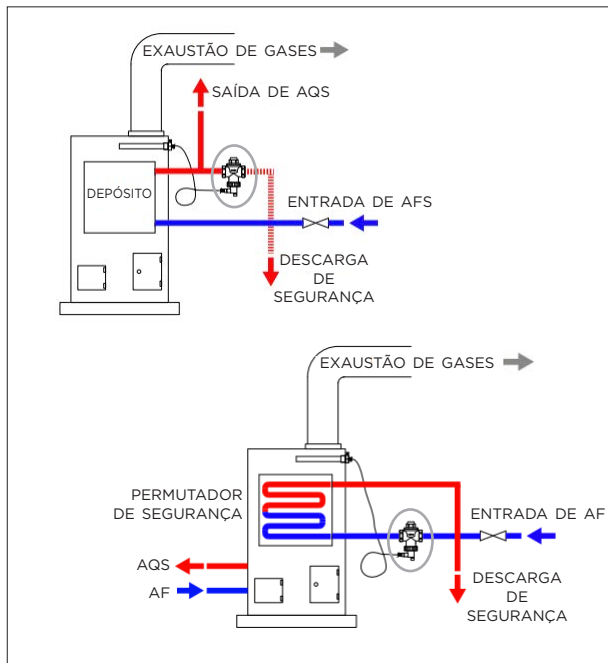 EXAUSTÃO DE GASES
SAÍDA DE AQS
DEPÓSITO
ENTRADA DE AFS
DESCARGA
DE
SEGURANÇA
EXAUSTÃO DE GASES
PERMUTADOR
DE SEGURANÇA
ENTRADA DE AF
AQS
AF
DESCARGA
DE
SEGURANÇA